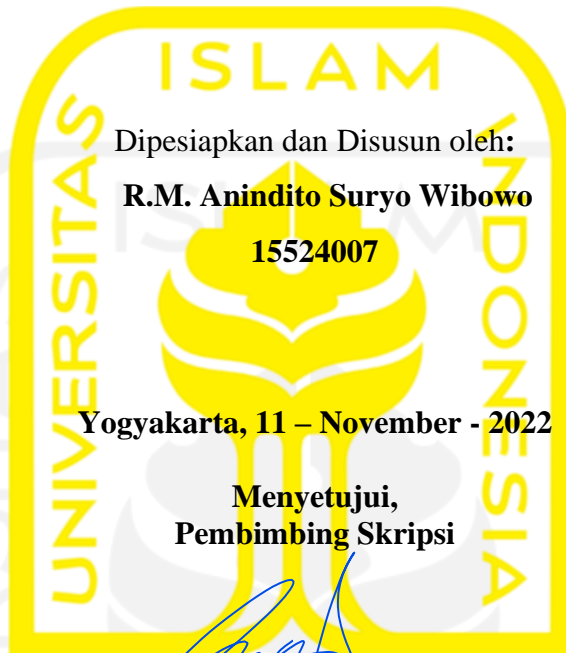 ISLAM
UNIVERSITAS
INDONESIA
Dipesiapkan dan Disusun oleh:
R.M. Anindito Suryo Wibowo
15524007
Yogyakarta, 11 – November - 2022
Menyetujui,
Pembimbing Skripsi